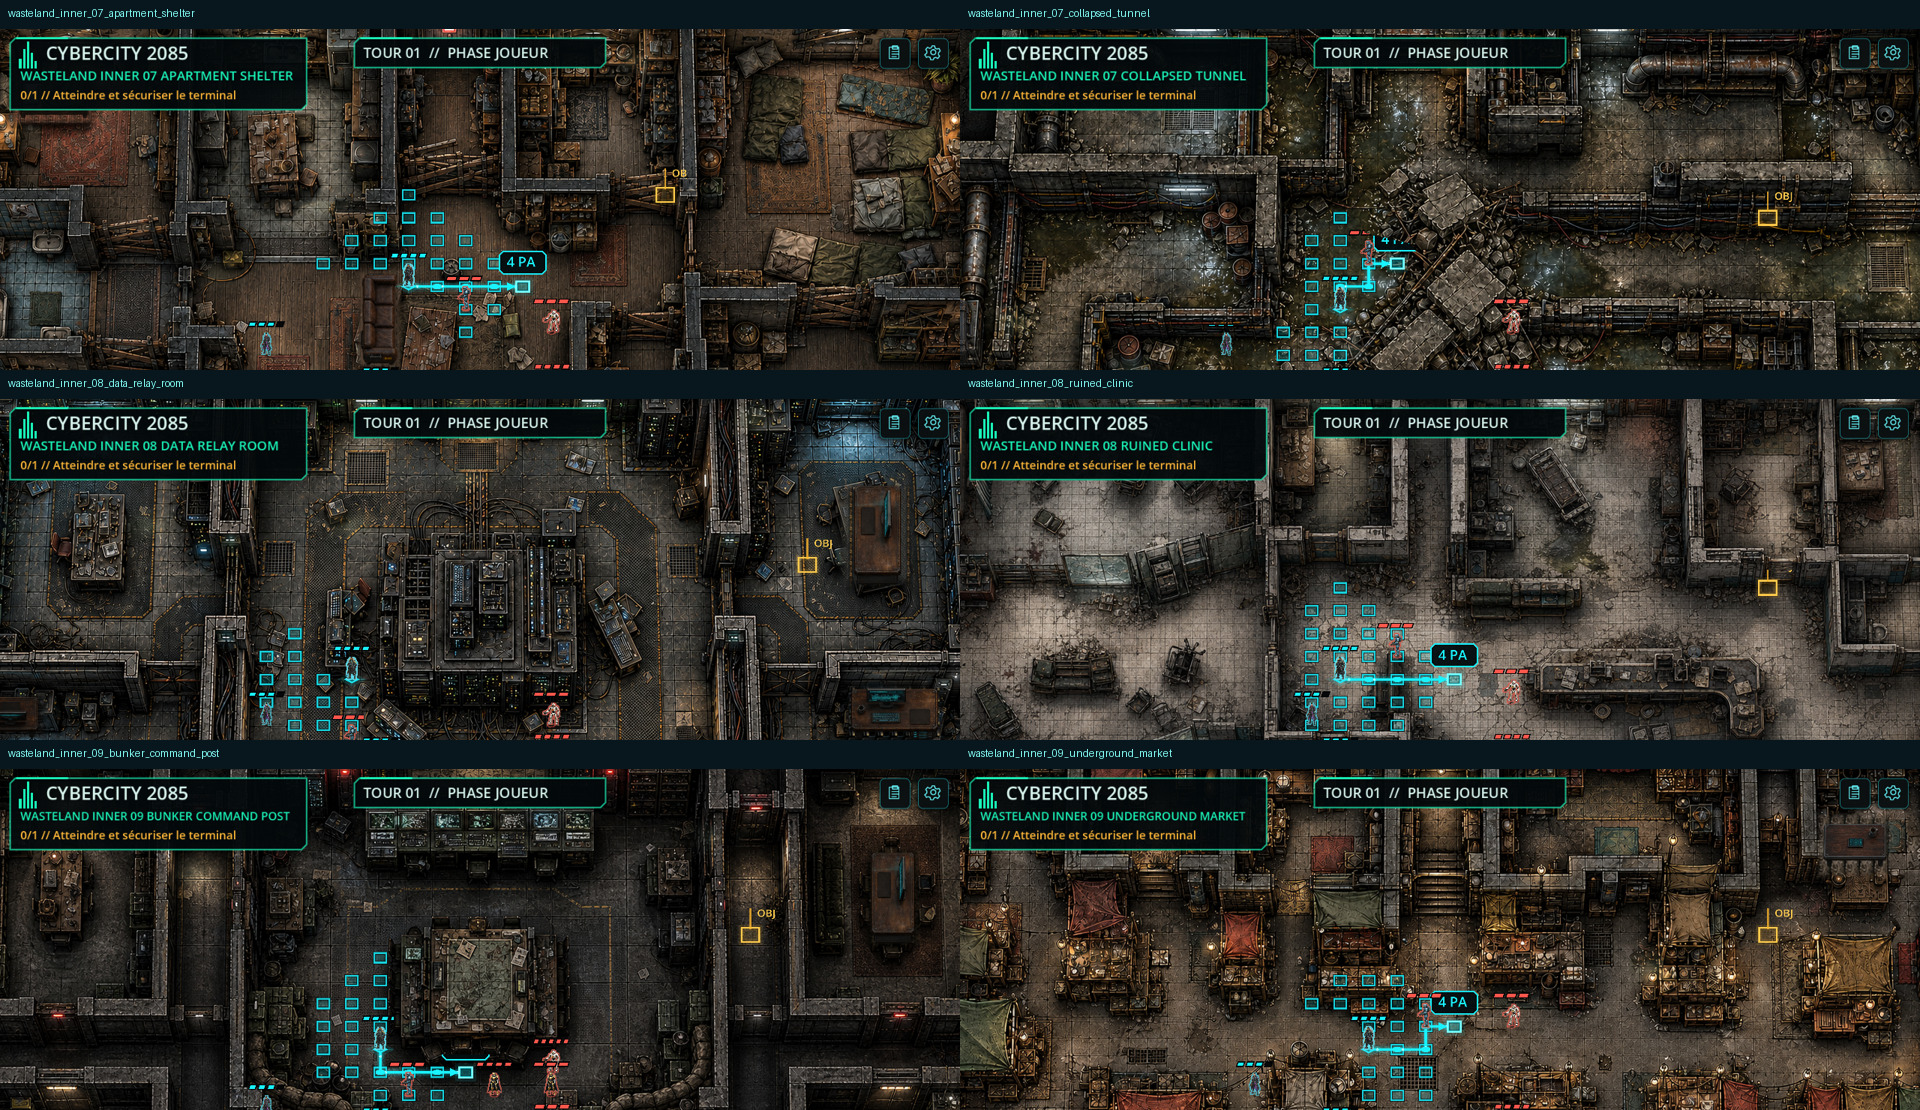 wasteland_inner_07_apartment_shelter
CYBERCITY 2085
WASTELAND INNER 07 APARTMENT SHELTER
0/1 // Atteindre et sécuriser le terminal
TOUR 01 // PHASE JOUEUR
OB
4 PA
wasteland_inner_07_collapsed_tunnel
CYBERCITY 2085
WASTELAND INNER 07 COLLAPSED TUNNEL
0/1 // Atteindre et sécuriser le terminal
TOUR 01 // PHASE JOUEUR
OBJ
wasteland_inner_08_data_relay_room
CYBERCITY 2085
WASTELAND INNER 08 DATA RELAY ROOM
0/1 // Atteindre et sécuriser le terminal
TOUR 01 // PHASE JOUEUR
OBJ
wasteland_inner_08_ruined_clinic
CYBERCITY 2085
WASTELAND INNER 08 RUINED CLINIC
0/1 // Atteindre et sécuriser le terminal
TOUR 01 // PHASE JOUEUR
4 PA
wasteland_inner_09_bunker_command_post
CYBERCITY 2085
WASTELAND INNER 09 BUNKER COMMAND POST
0/1 // Atteindre et sécuriser le terminal
TOUR 01 // PHASE JOUEUR
OBJ
wasteland_inner_09_underground_market
CYBERCITY 2085
WASTELAND INNER 09 UNDERGROUND MARKET
0/1 // Atteindre et sécuriser le terminal
TOUR 01 // PHASE JOUEUR
OBJ
4 PA